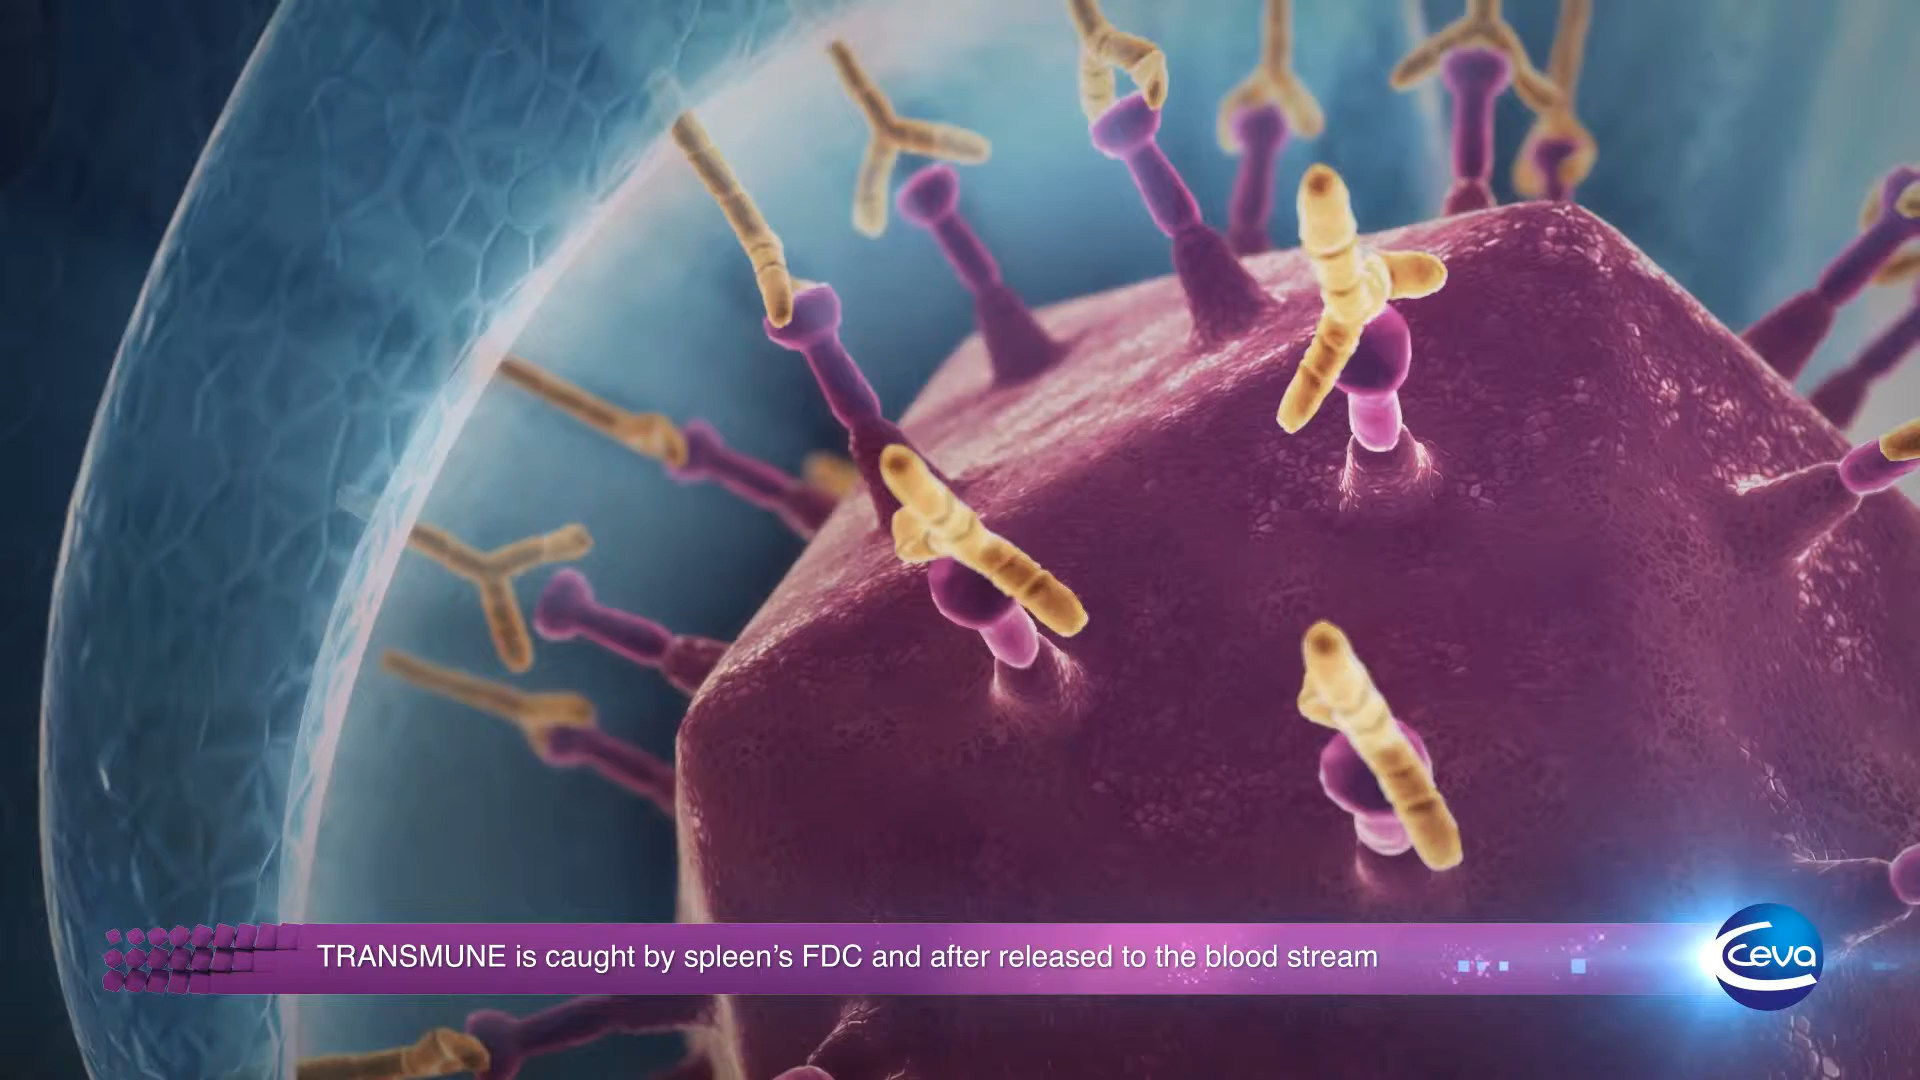 TRANSMUNE is caught by spleen's FDC and after released to the blood stream
Ceva